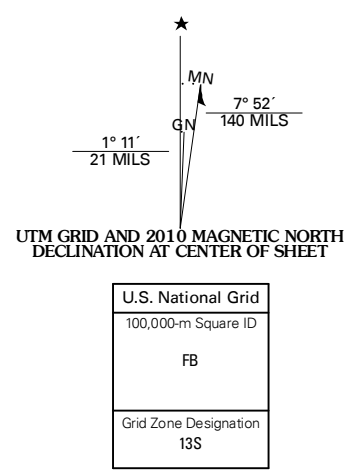 ★
MN
GN
7° 52´
140 MILS
1° 11´
21 MILS
UTM GRID AND 2010 MAGNETIC NORTH
DECLINATION AT CENTER OF SHEET
U.S. National Grid
100,000-m Square ID
FB
Grid Zone Designation
13S